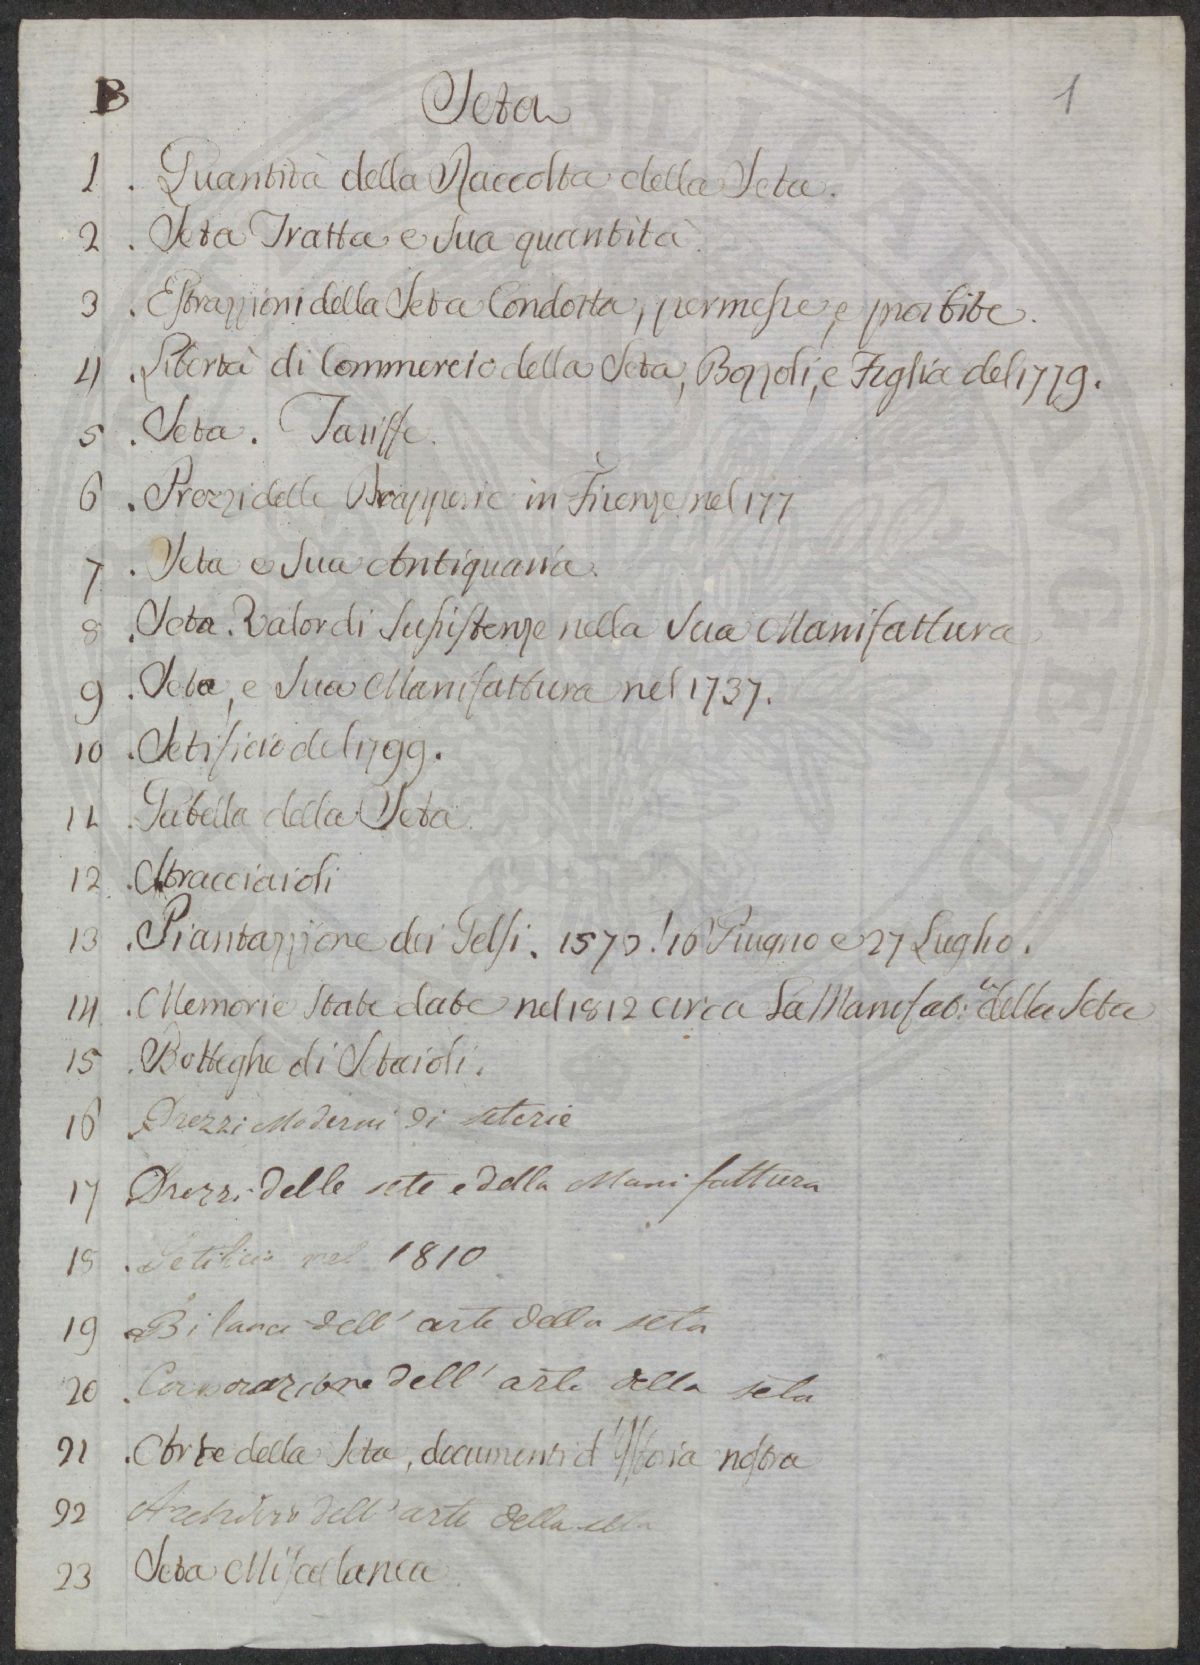 B
Seta
1
1 . Quantità della Raccolta della Seta.
2 . Seta Tratta e sua quantità.
3 . Estrazzioni della Seta Condotta, permesse, e proibite.
4 . Libertà di Commercio della Seta, Bozzoli, e Foglia del 1779.
5 . Seta. Tariffe.
6 . Prezzi delle Drapperie in Firenze nel 177
7 . Seta e sua Antiquaria.
8 . Seta. Valor di Sussistenze nella sua Manifattura
9 . Seta, e sua Manifattura nel 1737.
10 . Setificio del 1799.
11 . Tabella della Seta.
12 . Stracciaioli
13 . Piantazzione dei Gelsi. 1576! 16 Giugno e 27 Luglio.
14 . Memorie State date nel 1812 circa La Manifat:ra della Seta
15 . Botteghe di Setaioli.
16 . Prezzi Moderni di seterie
17 . Prezzi delle sete e della Manifattura
18 . Setificio nel 1810
19 . Bilanci dell' arte della seta
20 . Corporazione dell' arte della seta
21 . Arte della Seta, documenti d' Istoria nostra
22 Archivio dell' arte della seta
23 Seta Miscellanea.